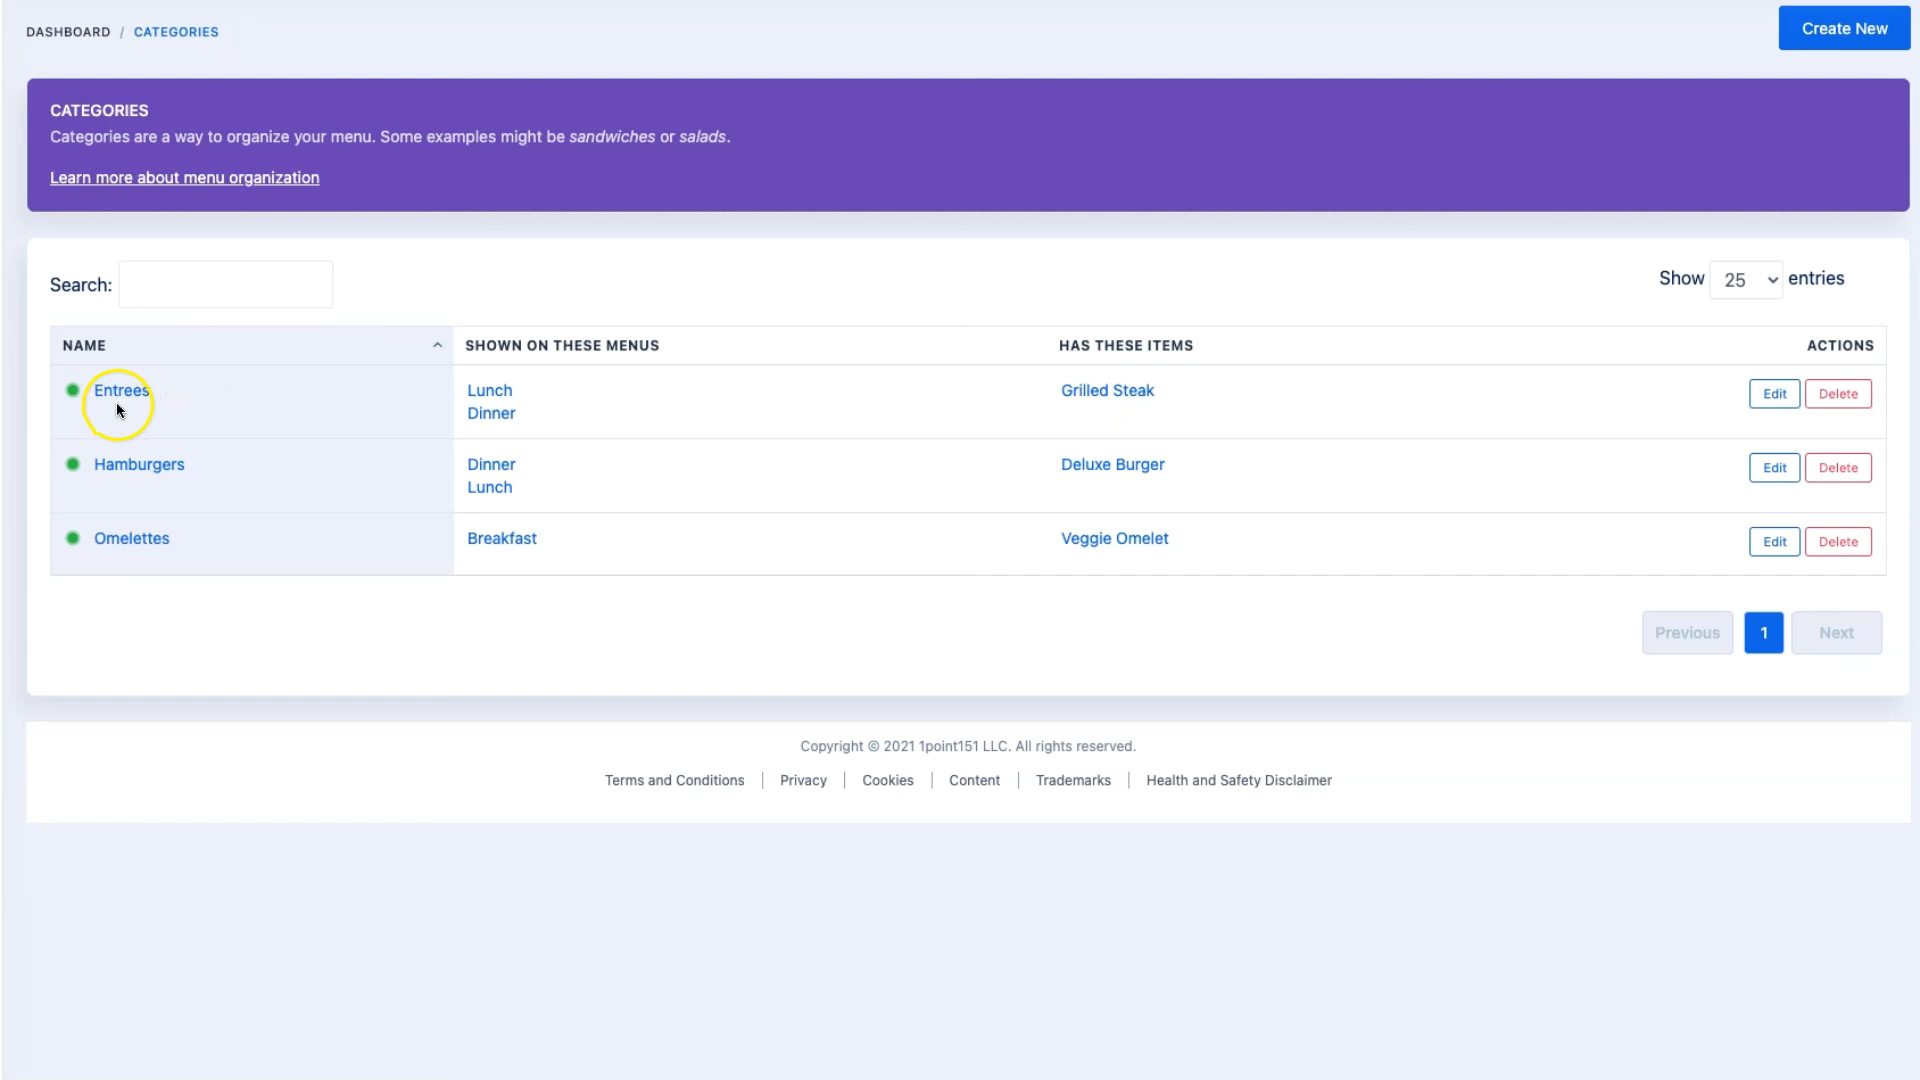 DASHBOARD / CATEGORIES
Create New
CATEGORIES
Categories are a way to organize your menu. Some examples might be sandwiches or salads.
Learn more about menu organization
Search:
Show 25 entries
NAME SHOWN ON THESE MENUS HAS THESE ITEMS ACTIONS
Entrees Lunch Grilled Steak Edit Delete
Dinner
Hamburgers Dinner Deluxe Burger Edit Delete
Lunch
Omelettes Breakfast Veggie Omelet Edit Delete
Previous 1 Next
Copyright © 2021 1point151 LLC. All rights reserved.
Terms and Conditions | Privacy | Cookies | Content | Trademarks | Health and Safety Disclaimer